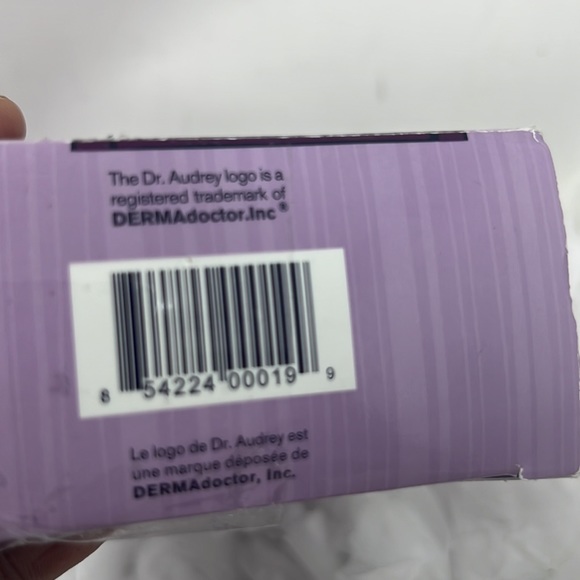 The Dr. Audrey logo is a
registered trademark of
DERMAdoctor.Inc®
8 54224 00019 9
Le logo de Dr. Audrey est
une marque déposée de
DERMAdoctor, Inc.